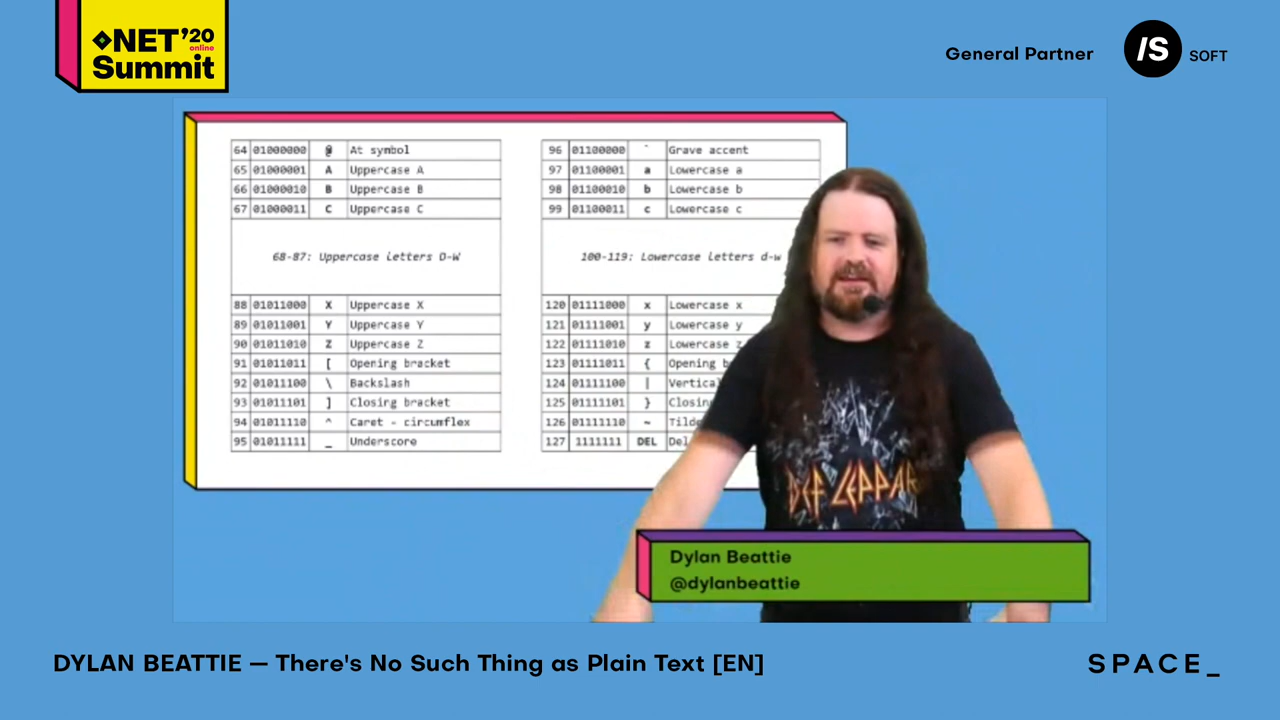 .NET'20
online
Summit
General Partner
/S SOFT
64 01000000 @ At symbol
65 01000001 A Uppercase A
66 01000010 B Uppercase B
67 01000011 C Uppercase C
68-87: Uppercase letters D-W
88 01011000 X Uppercase X
89 01011001 Y Uppercase Y
90 01011010 Z Uppercase Z
91 01011011 [ Opening bracket
92 01011100 \ Backslash
93 01011101 ] Closing bracket
94 01011110 ^ Caret - circumflex
95 01011111 _ Underscore
96 01100000 ` Grave accent
97 01100001 a Lowercase a
98 01100010 b Lowercase b
99 01100011 c Lowercase c
100-119: Lowercase letters d-w
120 01111000 x Lowercase x
121 01111001 y Lowercase y
122 01111010 z Lowercase z
123 01111011 { Opening
124 01111100 |
125 01111101 }
126 01111110 ~
127 1111111 DEL
DEF LEPPAR
Dylan Beattie
@dylanbeattie
DYLAN BEATTIE — There's No Such Thing as Plain Text [EN]
SPACE_